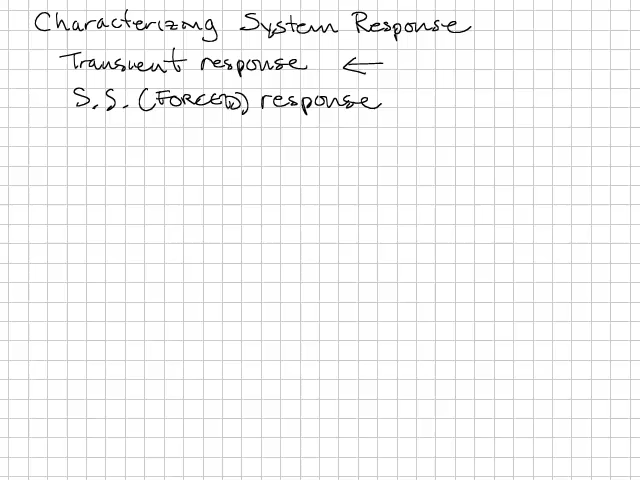 Characterizing System Response
Transient response ←
S.S. (FORCED) response